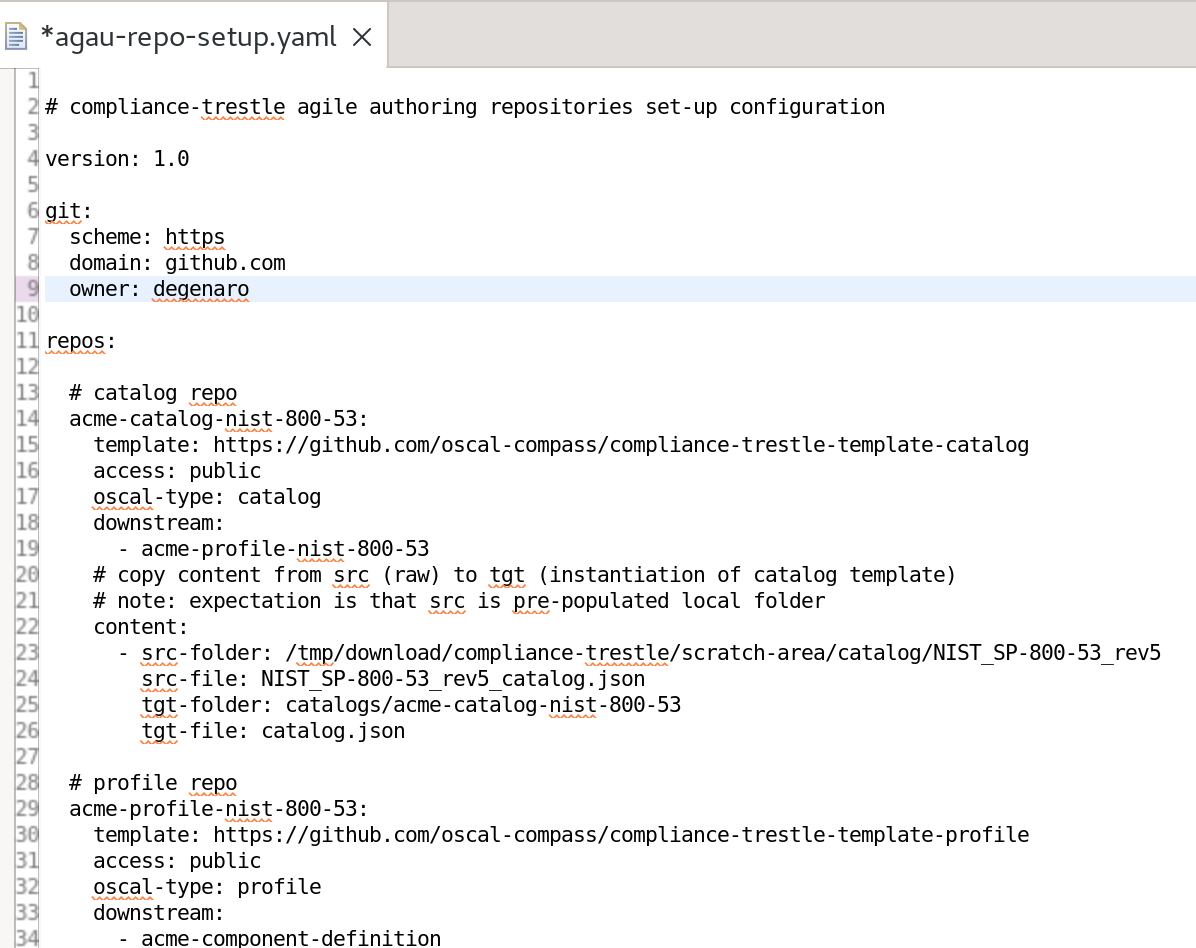 *agau-repo-setup.yaml
1
2 # compliance-trestle agile authoring repositories set-up configuration
3
4 version: 1.0
5
6 git:
7   scheme: https
8   domain: github.com
9   owner: degenaro
10
11 repos:
12
13   # catalog repo
14   acme-catalog-nist-800-53:
15     template: https://github.com/oscal-compass/compliance-trestle-template-catalog
16     access: public
17     oscal-type: catalog
18     downstream:
19       - acme-profile-nist-800-53
20     # copy content from src (raw) to tgt (instantiation of catalog template)
21     # note: expectation is that src is pre-populated local folder
22     content:
23       - src-folder: /tmp/download/compliance-trestle/scratch-area/catalog/NIST_SP-800-53_rev5
24         src-file: NIST_SP-800-53_rev5_catalog.json
25         tgt-folder: catalogs/acme-catalog-nist-800-53
26         tgt-file: catalog.json
27
28   # profile repo
29   acme-profile-nist-800-53:
30     template: https://github.com/oscal-compass/compliance-trestle-template-profile
31     access: public
32     oscal-type: profile
33     downstream:
34       - acme-component-definition